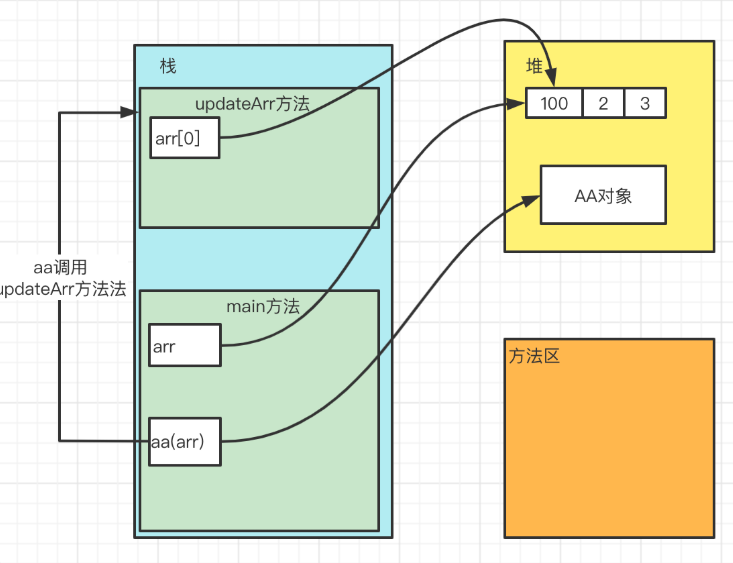 栈
updateArr方法
arr[0]
堆
100 2 3
AA对象
aa调用
updateArr方法法
main方法
arr
aa(arr)
方法区